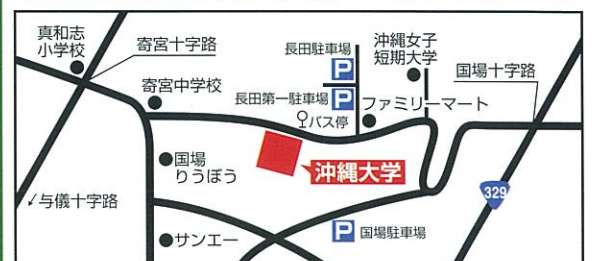 真和志
小学校
寄宮十字路
寄宮中学校
長田駐車場
P
長田第一駐車場
P
バス停
沖縄女子
短期大学
ファミリーマート
国場十字路
国場
りうぼう
沖縄大学
与儀十字路
329
サンエー
P
国場駐車場